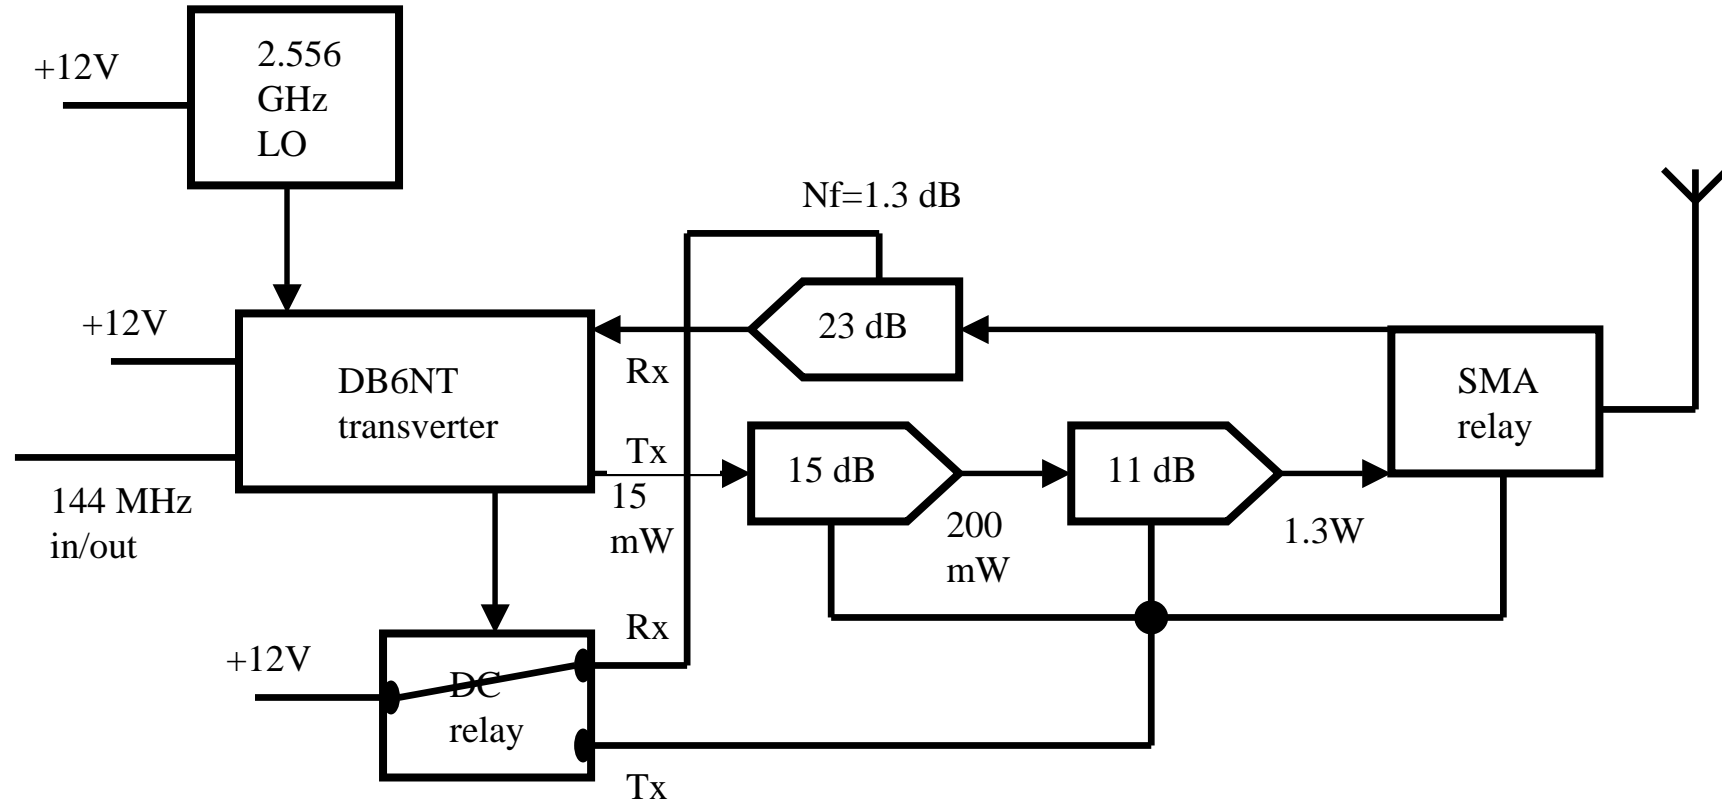 2.556
GHz
LO
+12V
Nf=1.3 dB
+12V
23 dB
Rx
DB6NT
transverter
SMA
relay
Tx
15
mW
15 dB
11 dB
144 MHz
in/out
200
mW
1.3W
Rx
+12V
DC
relay
Tx